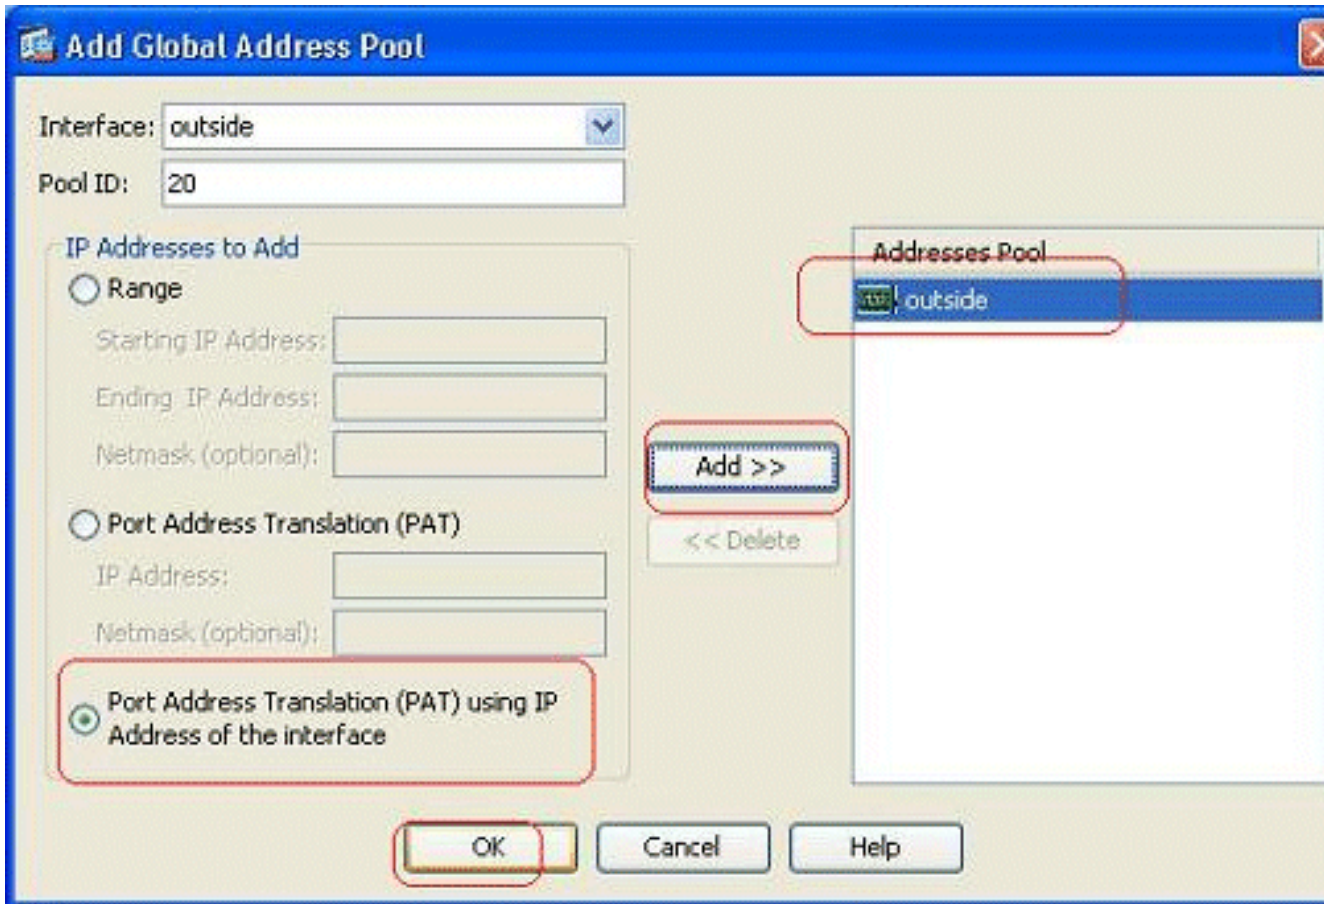 Add Global Address Pool
Interface: outside
Pool ID: 20
IP Addresses to Add
Range
Starting IP Address:
Ending IP Address:
Netmask (optional):
Port Address Translation (PAT)
IP Address:
Netmask (optional):
Port Address Translation (PAT) using IP
Address of the interface
Add >>
<< Delete
Addresses Pool
outside
OK
Cancel
Help